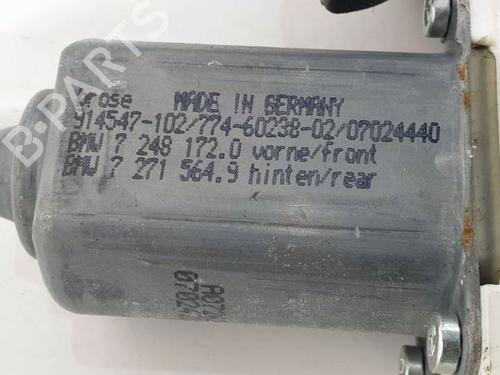 Brose MADE IN GERMANY
914547-102/774-60238-02/07024440
BMW 7 248 172.0 vorne/front
BMW 7 271 564.9 hinten/rear
B-PARTS